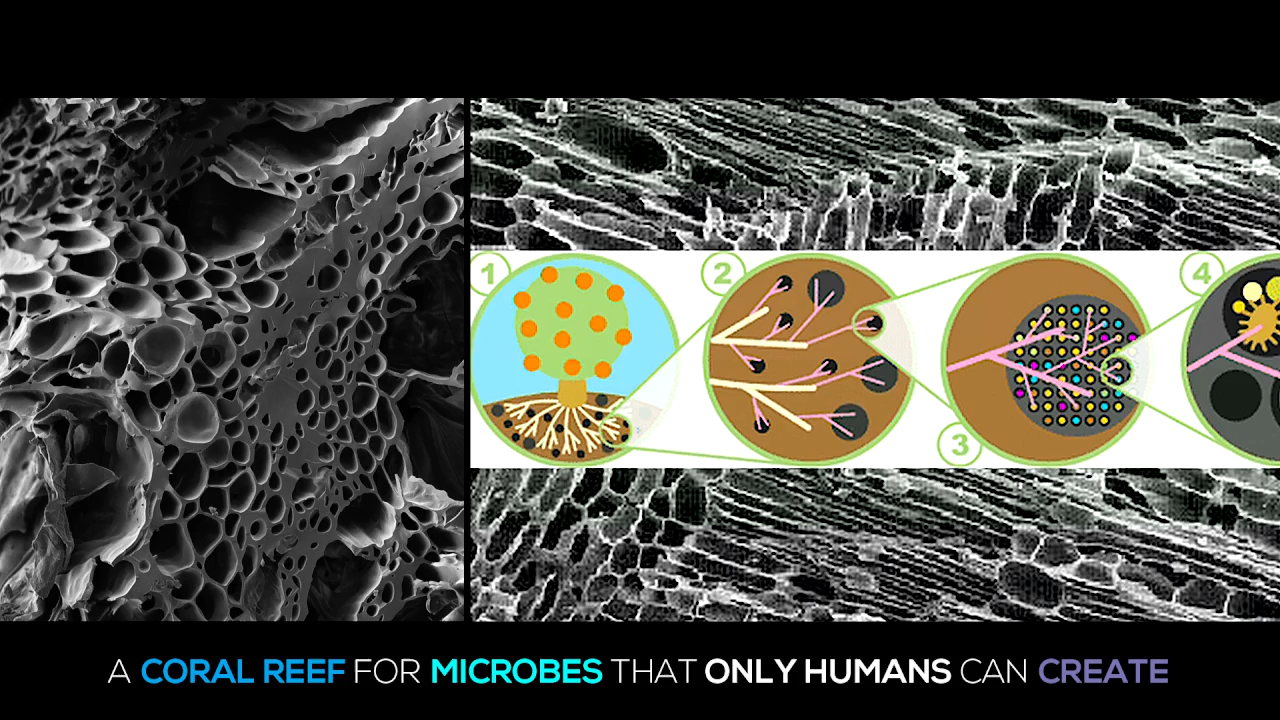 1
2
3
4
A CORAL REEF FOR MICROBES THAT ONLY HUMANS CAN CREATE